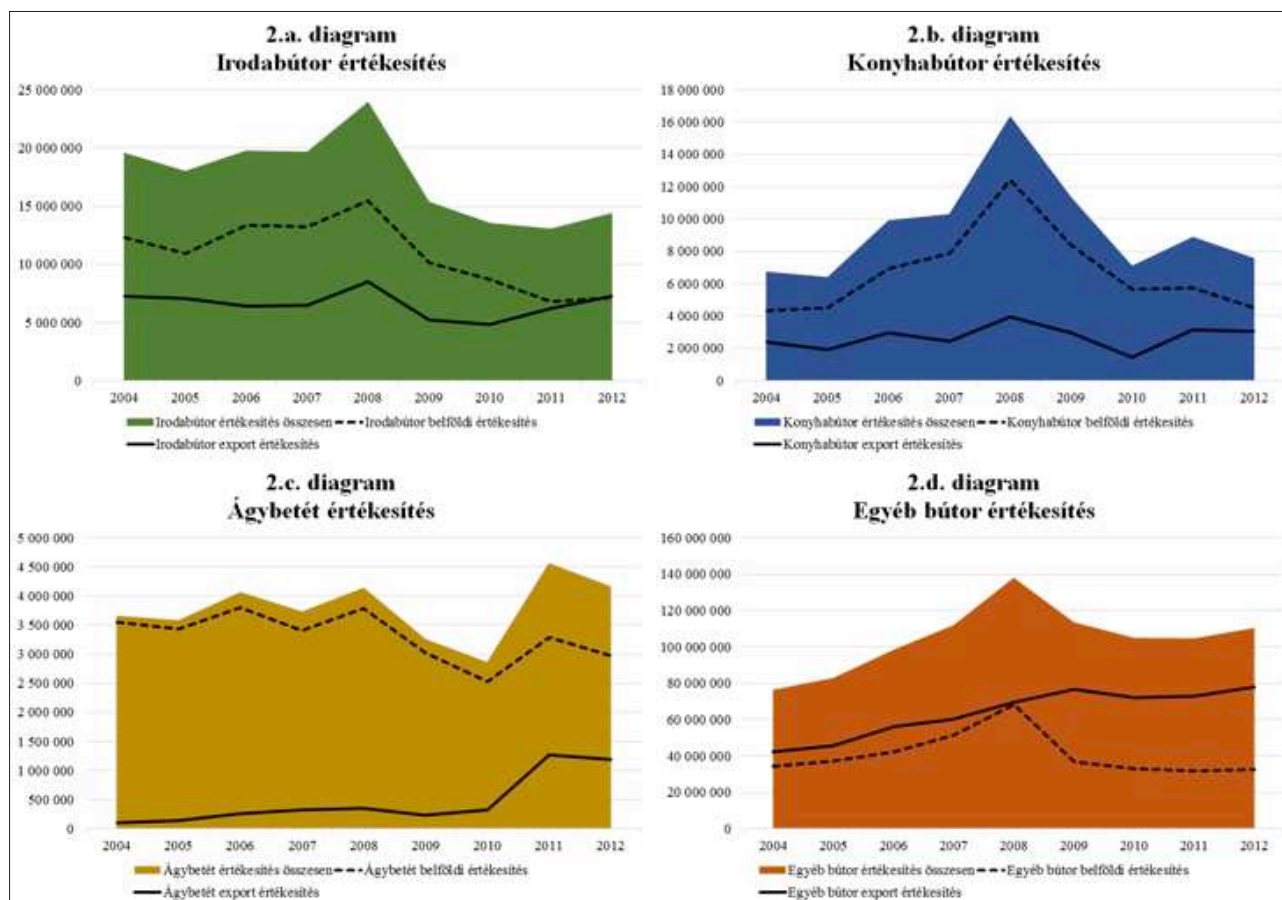 2.a. diagram
Irodabútor értékesítés
25 000 000
20 000 000
15 000 000
10 000 000
5 000 000
0
2004 2005 2006 2007 2008 2009 2010 2011 2012
Irodabútor értékesítés összesen Irodabútor belföldi értékesítés
Irodabútor export értékesítés
2.b. diagram
Konyhabútor értékesítés
18 000 000
16 000 000
14 000 000
12 000 000
10 000 000
8 000 000
6 000 000
4 000 000
2 000 000
0
2004 2005 2006 2007 2008 2009 2010 2011 2012
Konyhabútor értékesítés összesen Konyhabútor belföldi értékesítés
Konyhabútor export értékesítés
2.c. diagram
Ágybetét értékesítés
5 000 000
4 500 000
4 000 000
3 500 000
3 000 000
2 500 000
2 000 000
1 500 000
1 000 000
500 000
0
2004 2005 2006 2007 2008 2009 2010 2011 2012
Ágybetét értékesítés összesen Ágybetét belföldi értékesítés
Ágybetét export értékesítés
2.d. diagram
Egyéb bútor értékesítés
160 000 000
140 000 000
120 000 000
100 000 000
80 000 000
60 000 000
40 000 000
20 000 000
0
2004 2005 2006 2007 2008 2009 2010 2011 2012
Egyéb bútor értékesítés összesen Egyéb bútor belföldi értékesítés
Egyéb bútor export értékesítés